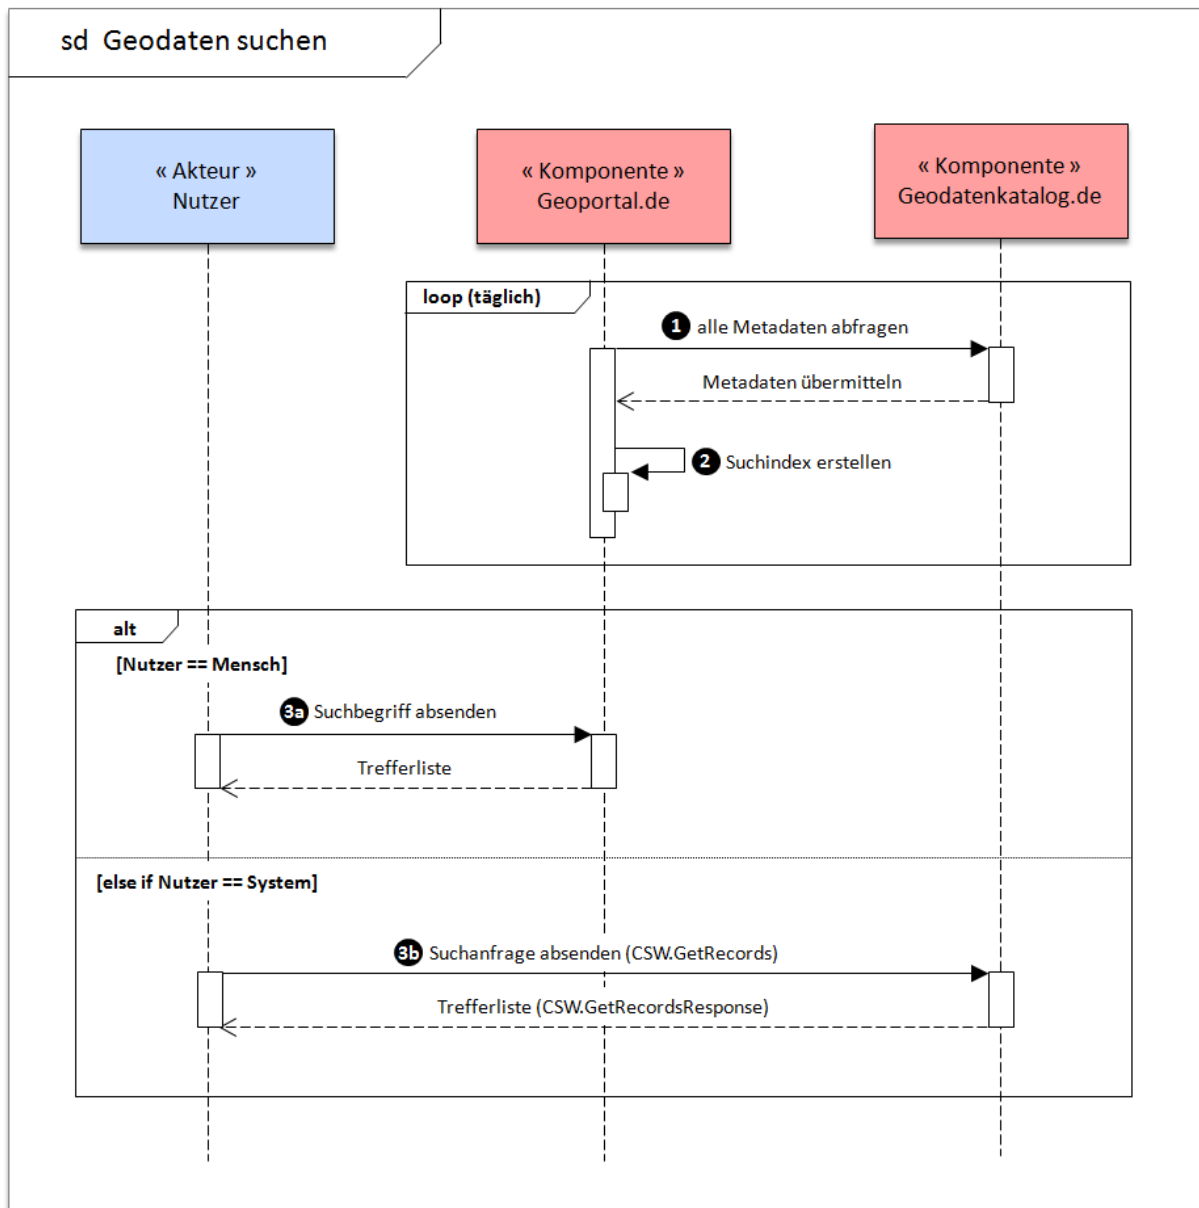 sd Geodaten suchen
« Akteur »
Nutzer
« Komponente »
Geoportal.de
« Komponente »
Geodatenkatalog.de
loop (täglich)
1 alle Metadaten abfragen
Metadaten übermitteln
2 Suchindex erstellen
alt
[Nutzer == Mensch]
3a Suchbegriff absenden
Trefferliste
[else if Nutzer == System]
3b Suchanfrage absenden (CSW.GetRecords)
Trefferliste (CSW.GetRecordsResponse)